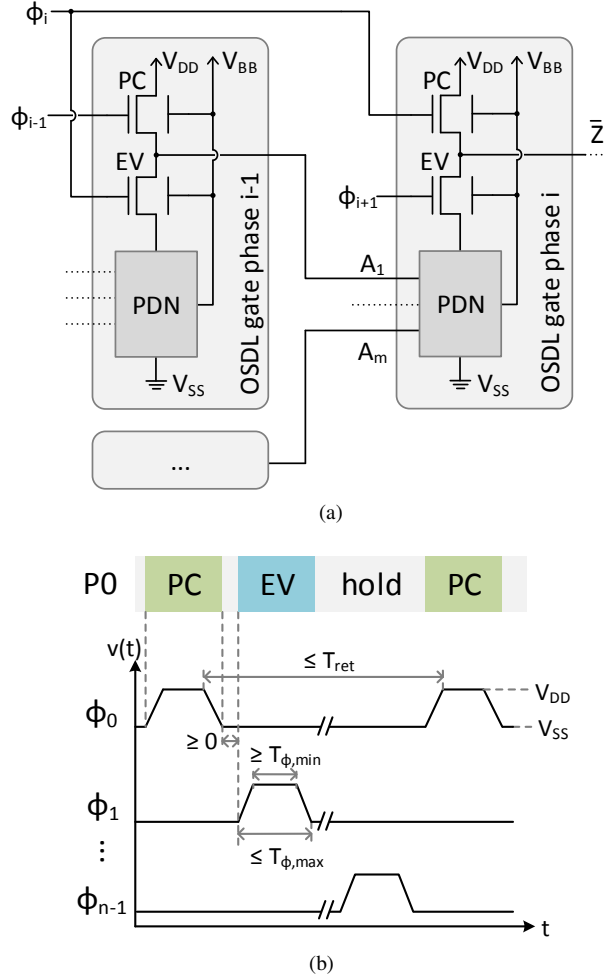 ϕi
PC
VDD
VBB
ϕi-1
EV
PDN
VSS
OSDL gate phase i-1
PC
VDD
VBB
Z̄
EV
ϕi+1
A1
PDN
Am
VSS
OSDL gate phase i
...
(a)
P0
PC
EV
hold
PC
v(t)
≤ Tret
ϕ0
VDD
VSS
≥ 0
≥ Tϕ,min
ϕ1
≤ Tϕ,max
⋮
ϕn-1
t
(b)